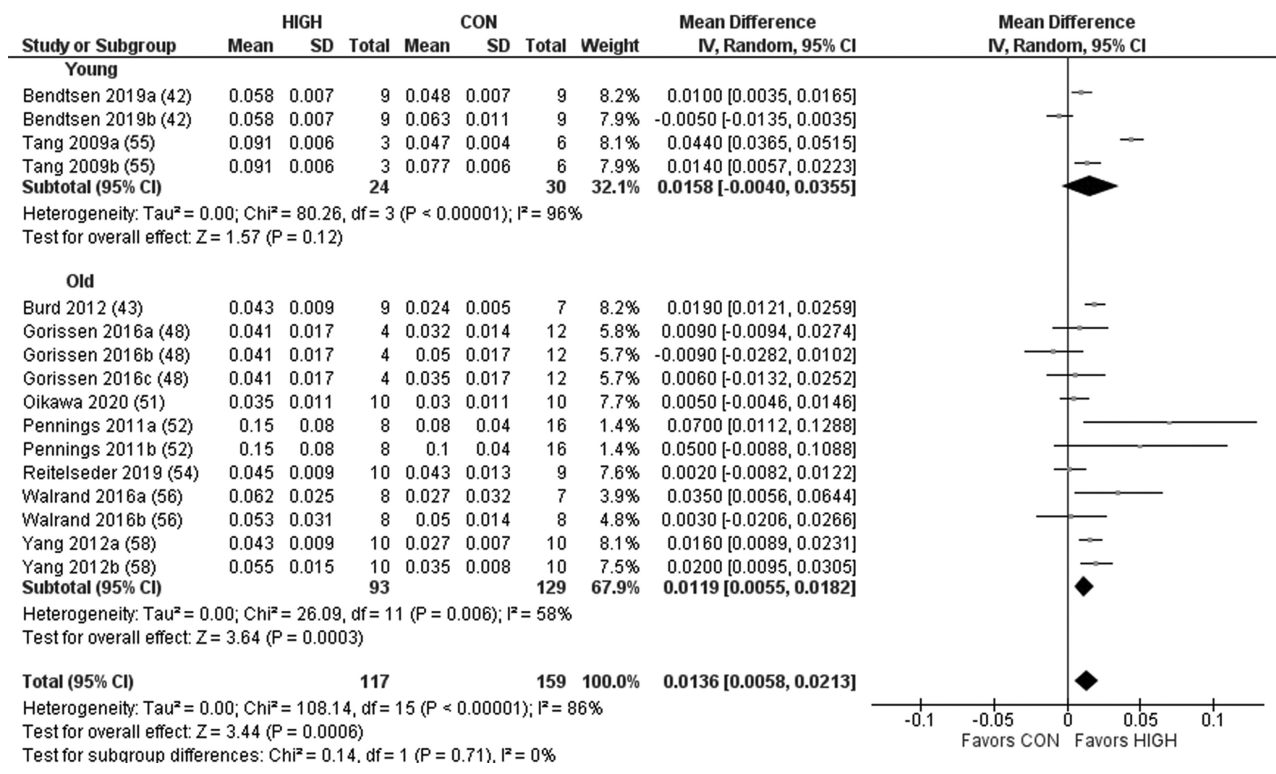 HIGH CON Mean Difference Mean Difference
Study or Subgroup Mean SD Total Mean SD Total Weight IV, Random, 95% CI IV, Random, 95% CI
Young
Bendtsen 2019a (42) 0.058 0.007 9 0.048 0.007 9 8.2% 0.0100 [0.0035, 0.0165]
Bendtsen 2019b (42) 0.058 0.007 9 0.063 0.011 9 7.9% -0.0050 [-0.0135, 0.0035]
Tang 2009a (55) 0.091 0.006 3 0.047 0.004 6 8.1% 0.0440 [0.0365, 0.0515]
Tang 2009b (55) 0.091 0.006 3 0.077 0.006 6 7.9% 0.0140 [0.0057, 0.0223]
Subtotal (95% CI) 24 30 32.1% 0.0158 [-0.0040, 0.0355]
Heterogeneity: Tau² = 0.00; Chi² = 80.26, df = 3 (P < 0.00001); I² = 96%
Test for overall effect: Z = 1.57 (P = 0.12)
Old
Burd 2012 (43) 0.043 0.009 9 0.024 0.005 7 8.2% 0.0190 [0.0121, 0.0259]
Gorissen 2016a (48) 0.041 0.017 4 0.032 0.014 12 5.8% 0.0090 [-0.0094, 0.0274]
Gorissen 2016b (48) 0.041 0.017 4 0.05 0.017 12 5.7% -0.0090 [-0.0282, 0.0102]
Gorissen 2016c (48) 0.041 0.017 4 0.035 0.017 12 5.7% 0.0060 [-0.0132, 0.0252]
Oikawa 2020 (51) 0.035 0.011 10 0.03 0.011 10 7.7% 0.0050 [-0.0046, 0.0146]
Pennings 2011a (52) 0.15 0.08 8 0.08 0.04 16 1.4% 0.0700 [0.0112, 0.1288]
Pennings 2011b (52) 0.15 0.08 8 0.1 0.04 16 1.4% 0.0500 [-0.0088, 0.1088]
Reitelseder 2019 (54) 0.045 0.009 10 0.043 0.013 9 7.6% 0.0020 [-0.0082, 0.0122]
Walrand 2016a (56) 0.062 0.025 8 0.027 0.032 7 3.9% 0.0350 [0.0056, 0.0644]
Walrand 2016b (56) 0.053 0.031 8 0.05 0.014 8 4.8% 0.0030 [-0.0206, 0.0266]
Yang 2012a (58) 0.043 0.009 10 0.027 0.007 10 8.1% 0.0160 [0.0089, 0.0231]
Yang 2012b (58) 0.055 0.015 10 0.035 0.008 10 7.5% 0.0200 [0.0095, 0.0305]
Subtotal (95% CI) 93 129 67.9% 0.0119 [0.0055, 0.0182]
Heterogeneity: Tau² = 0.00; Chi² = 26.09, df = 11 (P = 0.006); I² = 58%
Test for overall effect: Z = 3.64 (P = 0.0003)
Total (95% CI) 117 159 100.0% 0.0136 [0.0058, 0.0213]
Heterogeneity: Tau² = 0.00; Chi² = 108.14, df = 15 (P < 0.00001); I² = 86%
Test for overall effect: Z = 3.44 (P = 0.0006)
Test for subgroup differences: Chi² = 0.14, df = 1 (P = 0.71), I² = 0%
-0.1 -0.05 0 0.05 0.1
Favors CON Favors HIGH